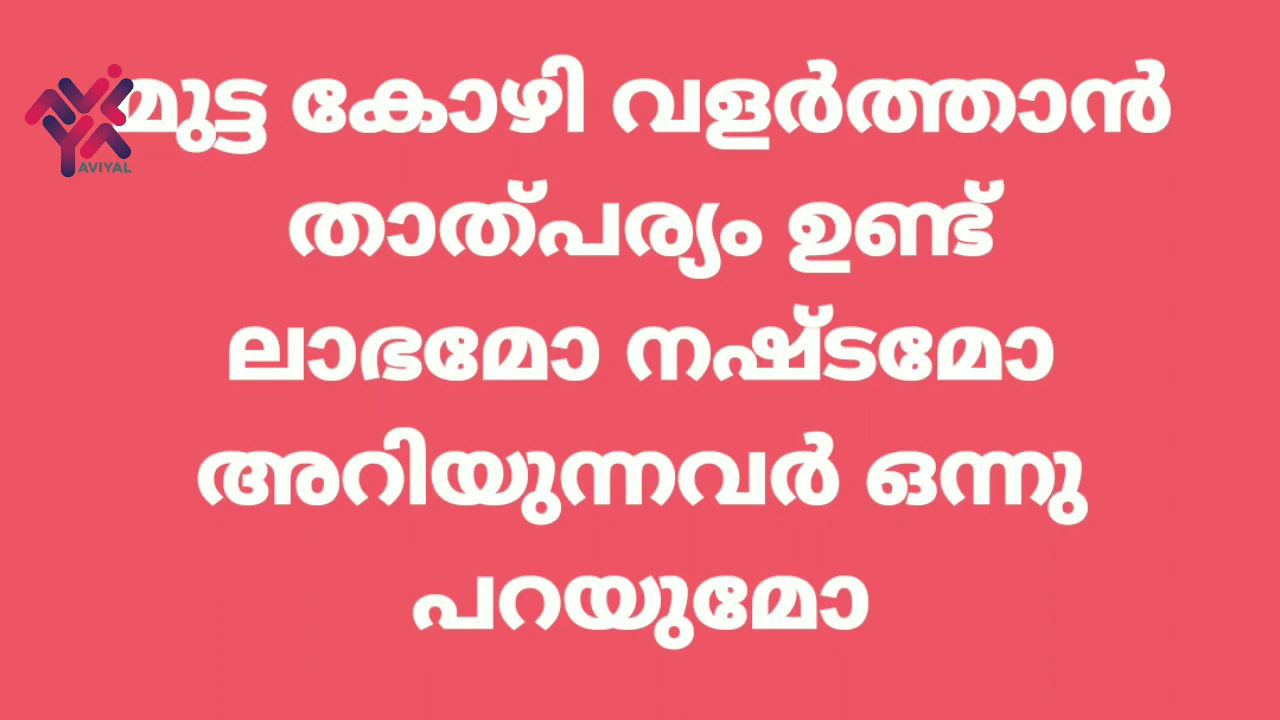 മുട്ട കോഴി വളർത്താൻ
താത്പര്യം ഉണ്ട്
ലാഭമോ നഷ്ടമോ
അറിയുന്നവർ ഒന്നു
പറയുമോ
AVIYAL